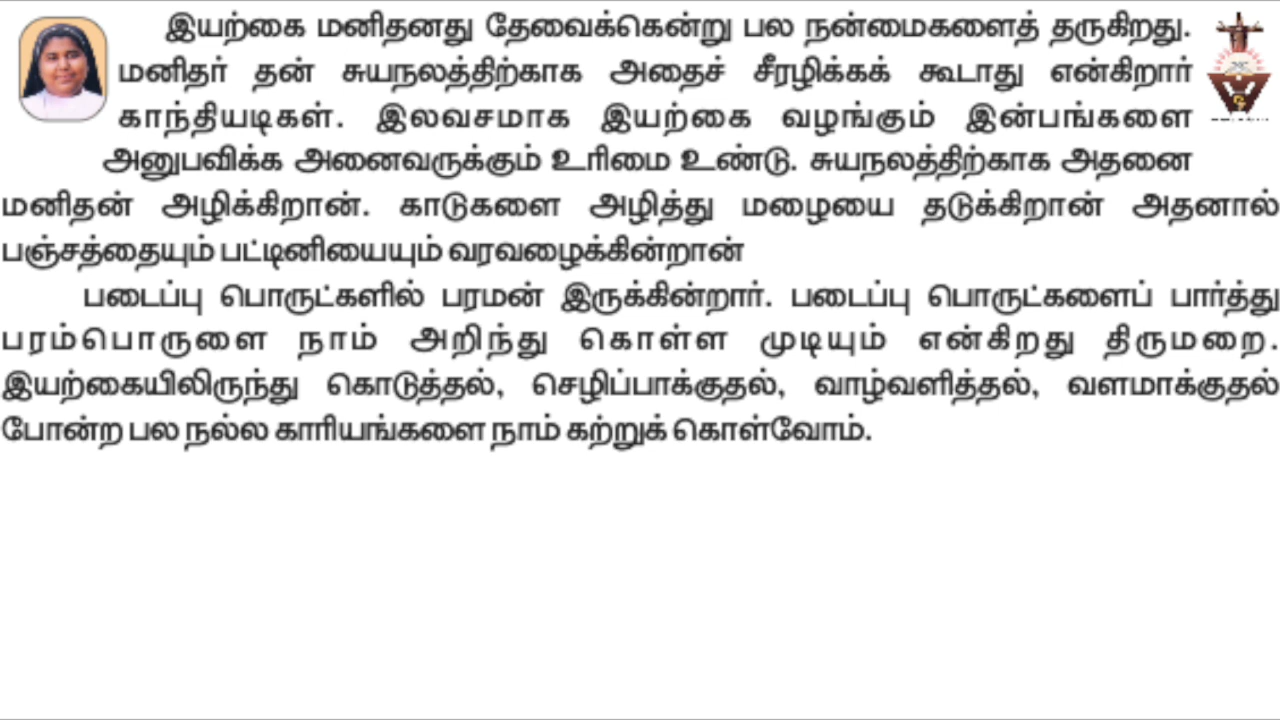 இயற்கை மனிதனது தேவைக்கென்று பல நன்மைகளைத் தருகிறது.
மனிதர் தன் சுயநலத்திற்காக அதைச் சீரழிக்கக் கூடாது என்கிறார்
காந்தியடிகள். இலவசமாக இயற்கை வழங்கும் இன்பங்களை
அனுபவிக்க அனைவருக்கும் உரிமை உண்டு. சுயநலத்திற்காக அதனை
மனிதன் அழிக்கிறான். காடுகளை அழித்து மழையை தடுக்கிறான் அதனால்
பஞ்சத்தையும் பட்டினியையும் வரவழைக்கின்றான்
படைப்பு பொருட்களில் பரமன் இருக்கின்றார். படைப்பு பொருட்களைப் பார்த்து
பரம்பொருளை நாம் அறிந்து கொள்ள முடியும் என்கிறது திருமறை.
இயற்கையிலிருந்து கொடுத்தல், செழிப்பாக்குதல், வாழ்வளித்தல், வளமாக்குதல்
போன்ற பல நல்ல காரியங்களை நாம் கற்றுக் கொள்வோம்.